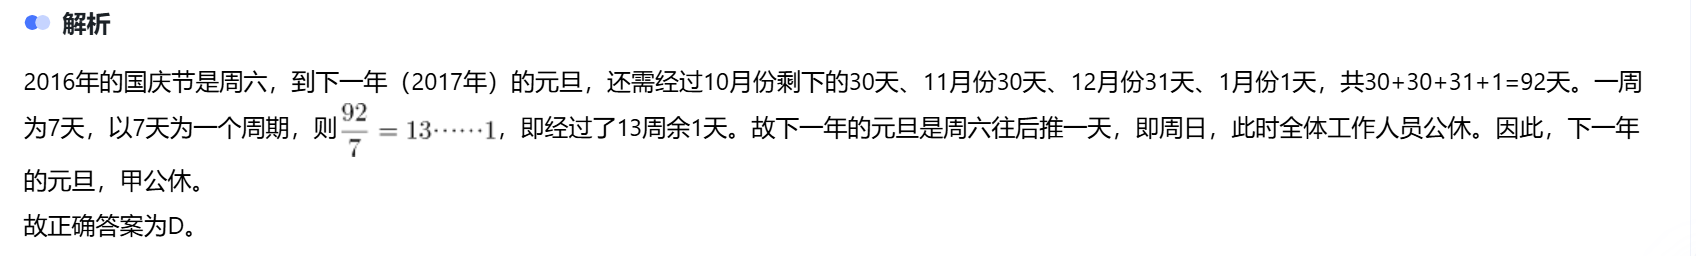 解析
2016年的国庆节是周六，到下一年（2017年）的元旦，还需经过10月份剩下的30天、11月份30天、12月份31天、1月份1天，共30+30+31+1=92天。一周
为7天，以7天为一个周期，则92/7=13……1，即经过了13周余1天。故下一年的元旦是周六往后推一天，即周日，此时全体工作人员公休。因此，下一年
的元旦，甲公休。
故正确答案为D。